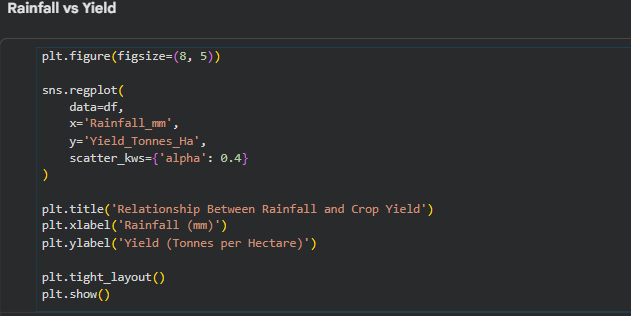 Rainfall vs Yield
plt.figure(figsize=(8, 5))
sns.regplot(
    data=df,
    x='Rainfall_mm',
    y='Yield_Tonnes_Ha',
    scatter_kws={'alpha': 0.4}
)
plt.title('Relationship Between Rainfall and Crop Yield')
plt.xlabel('Rainfall (mm)')
plt.ylabel('Yield (Tonnes per Hectare)')
plt.tight_layout()
plt.show()